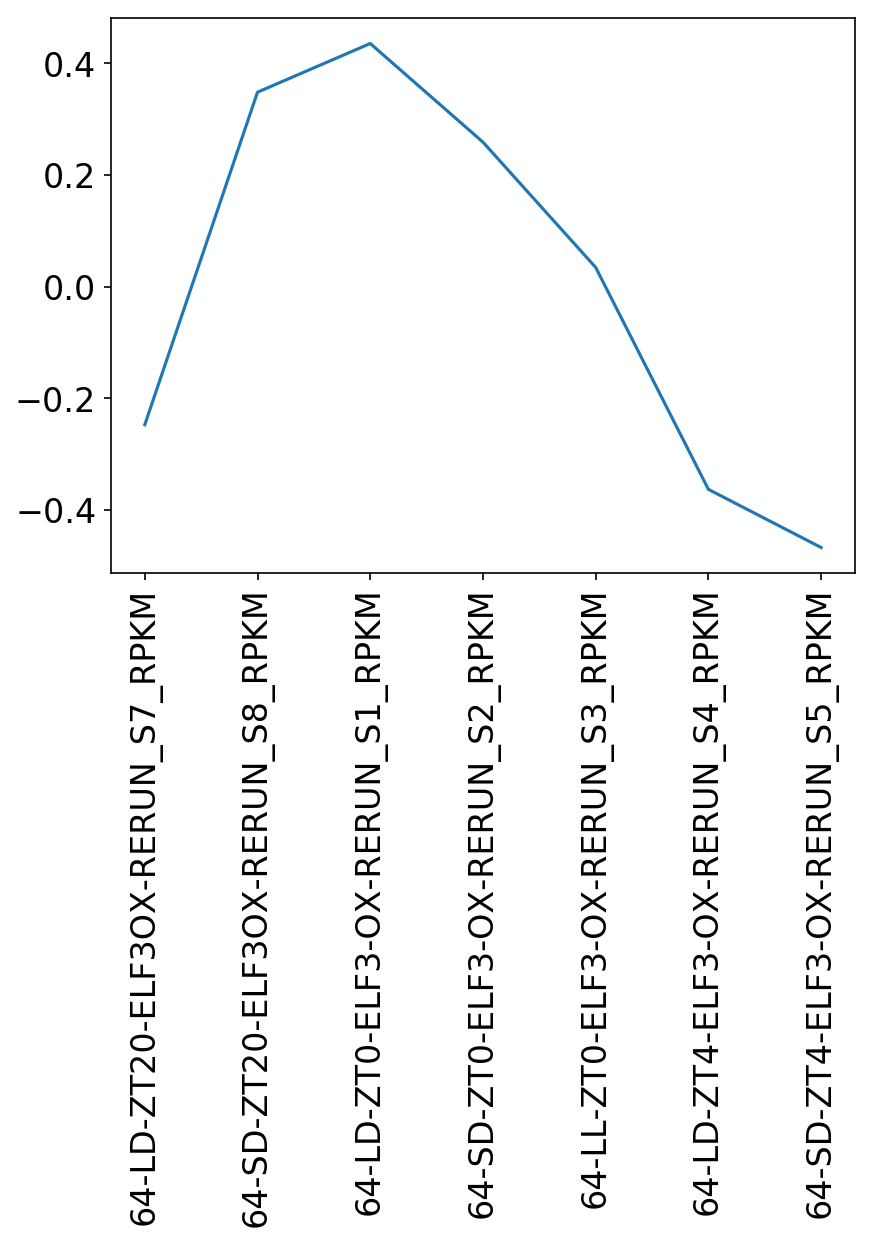 0.4
0.2
0.0
−0.2
−0.4
64-LD-ZT20-ELF3OX-RERUN_S7_RPKM
64-SD-ZT20-ELF3OX-RERUN_S8_RPKM
64-LD-ZT0-ELF3-OX-RERUN_S1_RPKM
64-SD-ZT0-ELF3-OX-RERUN_S2_RPKM
64-LL-ZT0-ELF3-OX-RERUN_S3_RPKM
64-LD-ZT4-ELF3-OX-RERUN_S4_RPKM
64-SD-ZT4-ELF3-OX-RERUN_S5_RPKM